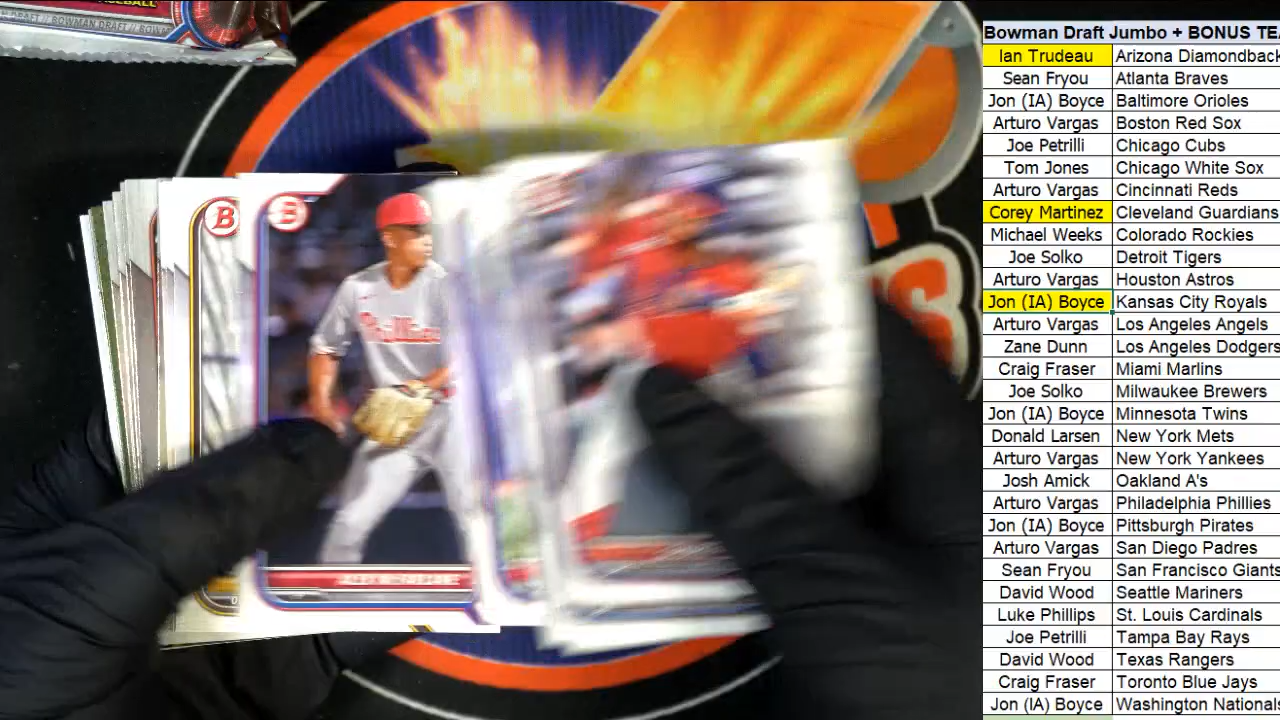 BASEBALL
N DRAFT // BOWMAN DRAFT // BOW
B
B
Phillies
Bowman Draft Jumbo + BONUS TEA
Ian Trudeau Arizona Diamondback
Sean Fryou Atlanta Braves
Jon (IA) Boyce Baltimore Orioles
Arturo Vargas Boston Red Sox
Joe Petrilli Chicago Cubs
Tom Jones Chicago White Sox
Arturo Vargas Cincinnati Reds
Corey Martinez Cleveland Guardians
Michael Weeks Colorado Rockies
Joe Solko Detroit Tigers
Arturo Vargas Houston Astros
Jon (IA) Boyce Kansas City Royals
Arturo Vargas Los Angeles Angels
Zane Dunn Los Angeles Dodgers
Craig Fraser Miami Marlins
Joe Solko Milwaukee Brewers
Jon (IA) Boyce Minnesota Twins
Donald Larsen New York Mets
Arturo Vargas New York Yankees
Josh Amick Oakland A's
Arturo Vargas Philadelphia Phillies
Jon (IA) Boyce Pittsburgh Pirates
Arturo Vargas San Diego Padres
Sean Fryou San Francisco Giants
David Wood Seattle Mariners
Luke Phillips St. Louis Cardinals
Joe Petrilli Tampa Bay Rays
David Wood Texas Rangers
Craig Fraser Toronto Blue Jays
Jon (IA) Boyce Washington Nationals